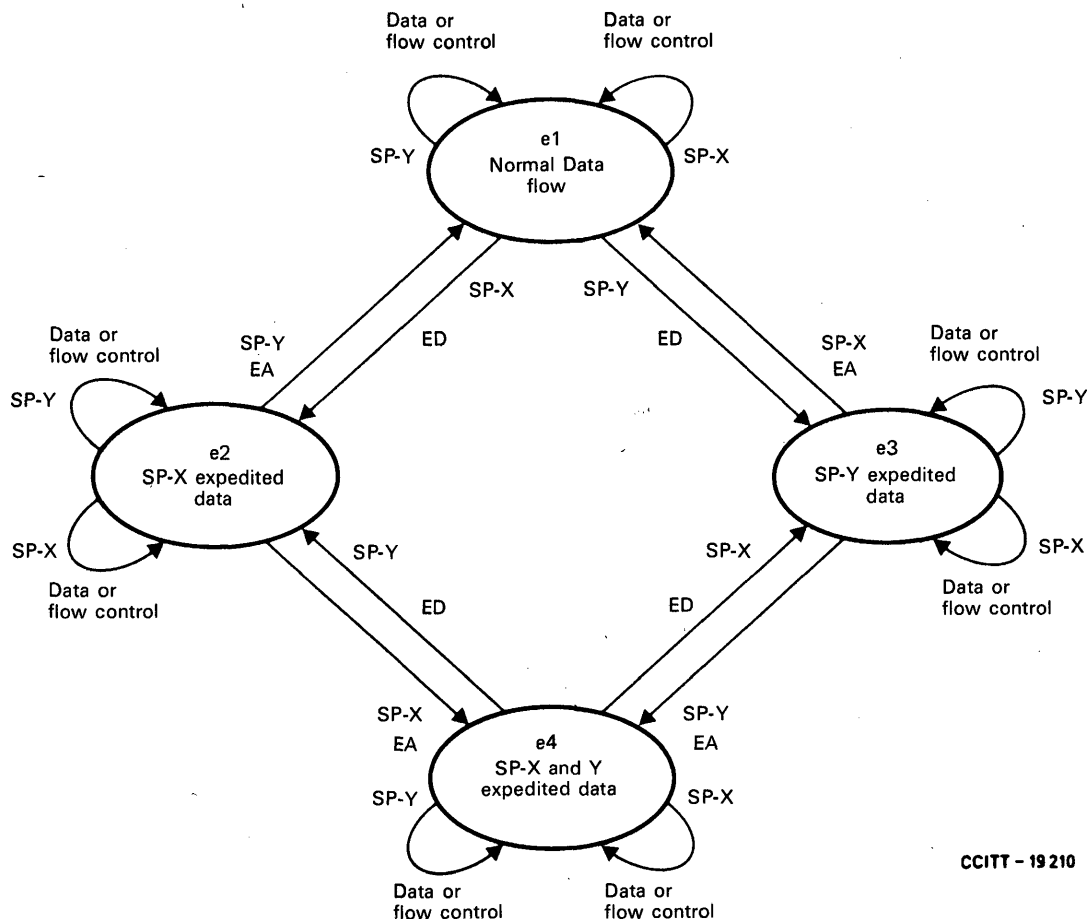 Data or
flow control
Data or
flow control
SP-Y
e1
Normal Data
flow
SP-X
SP-X
SP-Y
SP-Y
EA
ED
ED
SP-X
EA
Data or
flow control
Data or
flow control
SP-Y
SP-Y
e2
SP-X expedited
data
e3
SP-Y expedited
data
SP-X
SP-X
Data or
flow control
Data or
flow control
SP-Y
SP-X
ED
ED
SP-X
EA
SP-Y
EA
e4
SP-X and Y
expedited data
SP-Y
SP-X
Data or
flow control
Data or
flow control
CCITT – 19 210